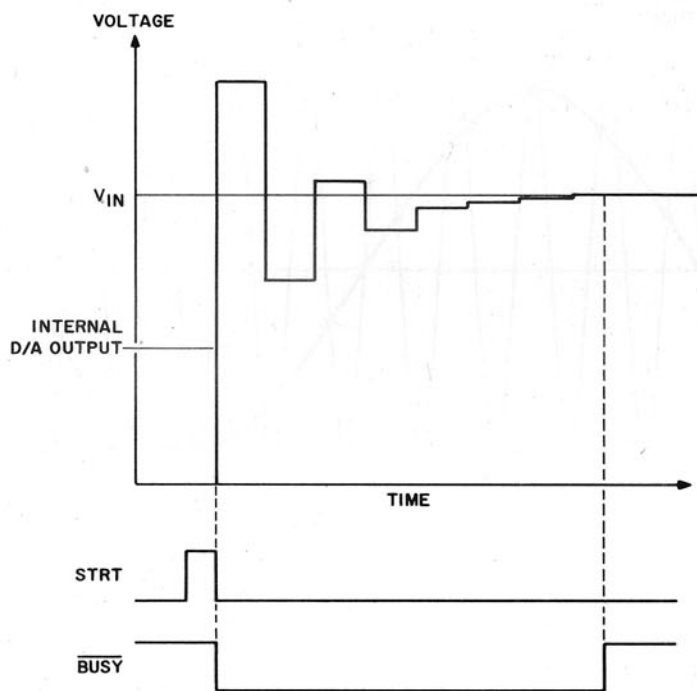 VOLTAGE
VIN
INTERNAL
D/A OUTPUT
TIME
STRT
BUSY